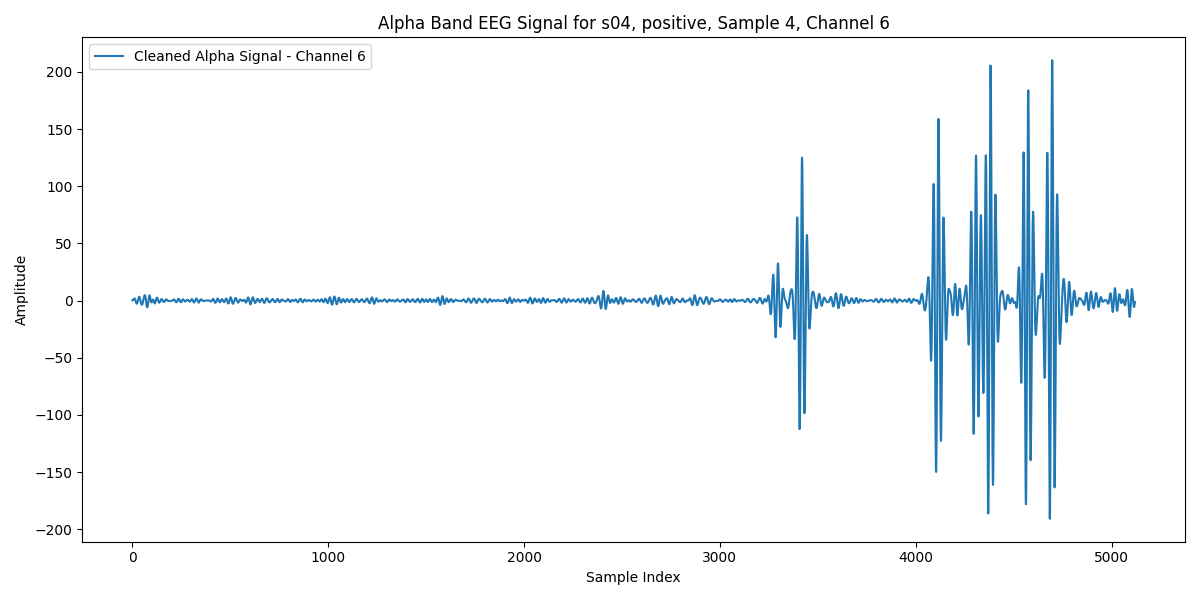 Alpha Band EEG Signal for s04, positive, Sample 4, Channel 6
Cleaned Alpha Signal - Channel 6
Amplitude
200
150
100
50
0
−50
−100
−150
−200
0 1000 2000 3000 4000 5000
Sample Index